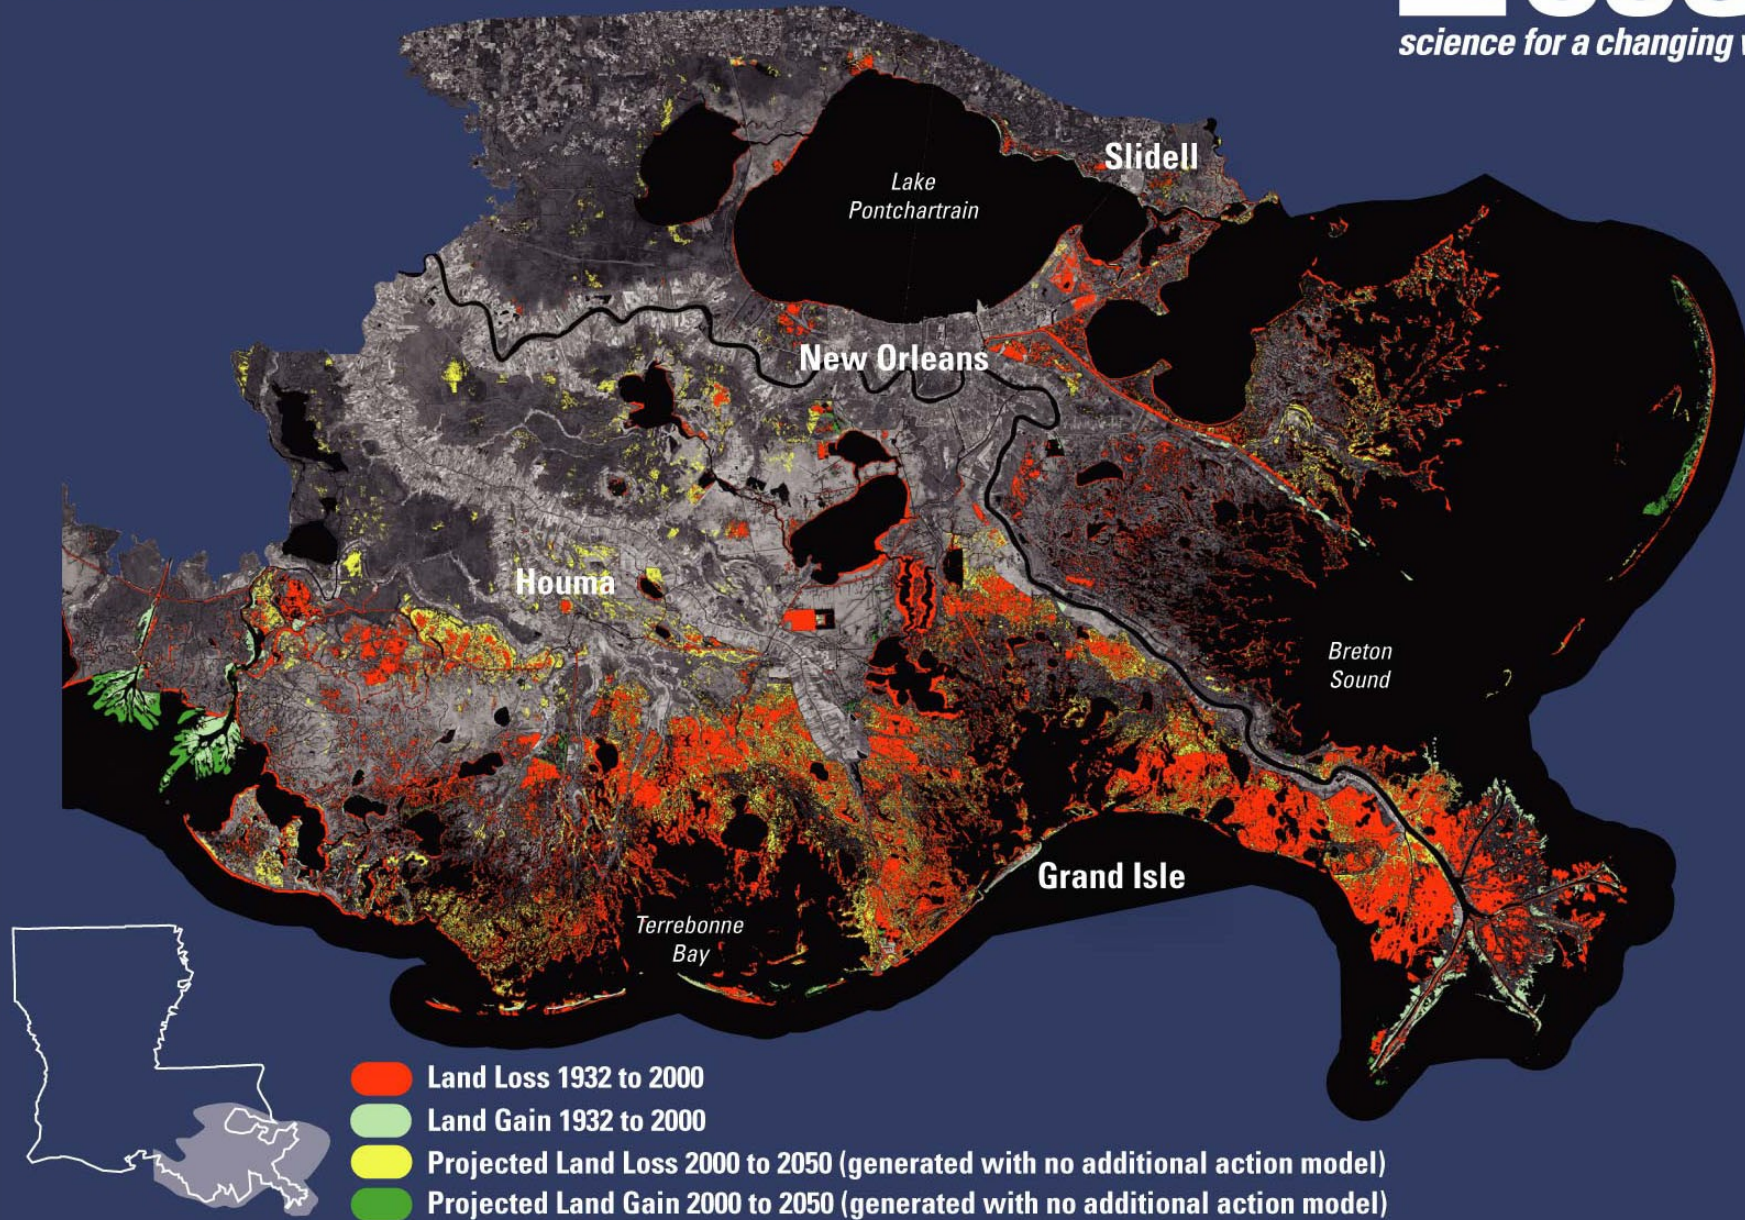 science for a changing
Slidell
Lake
Pontchartrain
New Orleans
Houma
Breton
Sound
Grand Isle
Terrebonne
Bay
Land Loss 1932 to 2000
Land Gain 1932 to 2000
Projected Land Loss 2000 to 2050 (generated with no additional action model)
Projected Land Gain 2000 to 2050 (generated with no additional action model)